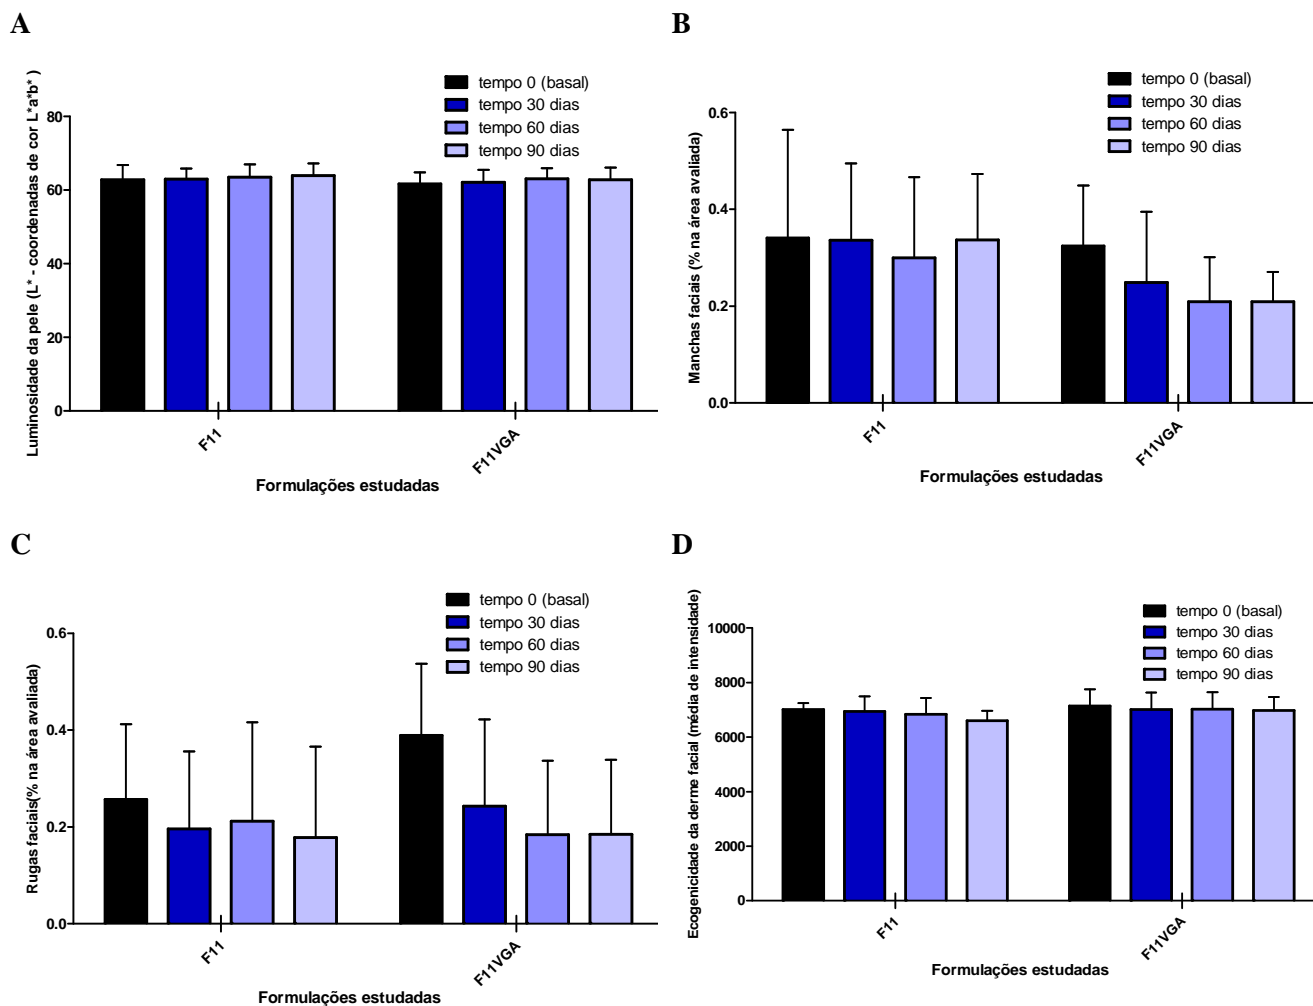 A
Luminosidade da pele (L* - coordenadas de cor L*a*b* )
tempo 0 (basal)
tempo 30 dias
tempo 60 dias
tempo 90 dias
80
60
40
20
0
F11
F11VGA
Formulações estudadas
B
Manchas faciais (% na área avaliada)
tempo 0 (basal)
tempo 30 dias
tempo 60 dias
tempo 90 dias
0.6
0.4
0.2
0.0
F11
F11VGA
Formulações estudadas
C
Rugas faciais(% na área avaliada)
tempo 0 (basal)
tempo 30 dias
tempo 60 dias
tempo 90 dias
0.6
0.4
0.2
0.0
F11
F11VGA
Formulações estudadas
D
Ecogenicidade da derme facial (média de intensidade)
tempo 0 (basal)
tempo 30 dias
tempo 60 dias
tempo 90 dias
10000
8000
6000
4000
2000
0
F11
F11VGA
Formulações estudadas